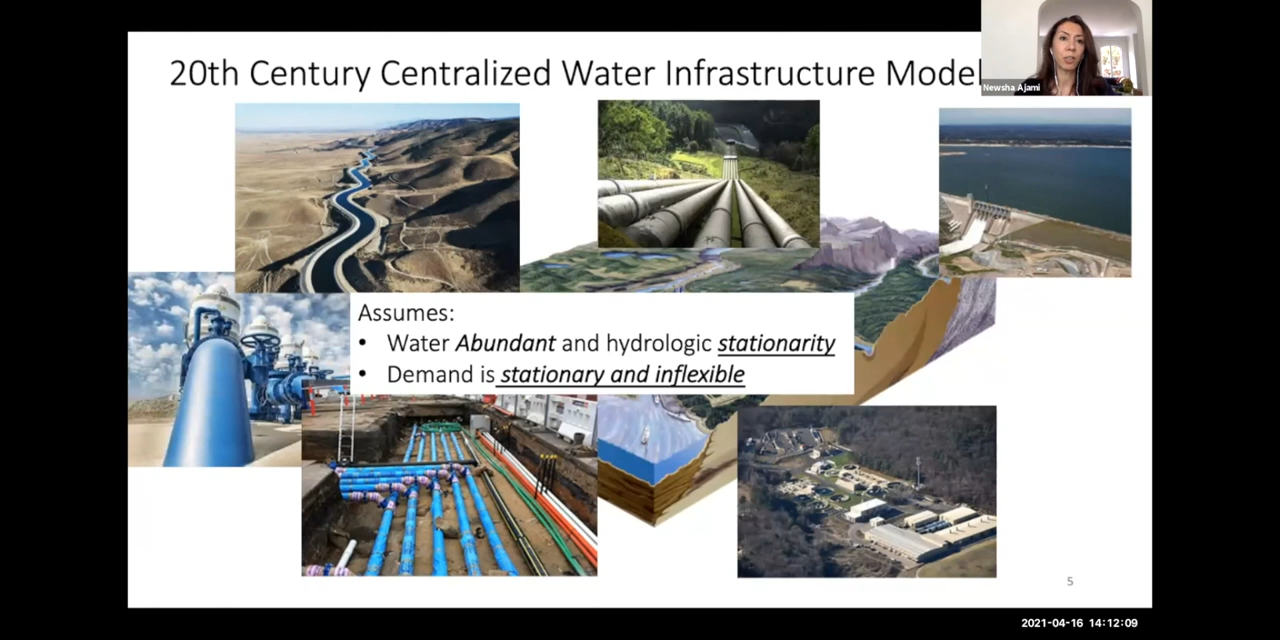 20th Century Centralized Water Infrastructure Model
Newsha Ajami
Assumes:
• Water Abundant and hydrologic stationarity
• Demand is stationary and inflexible
5
2021-04-16 14:12:09